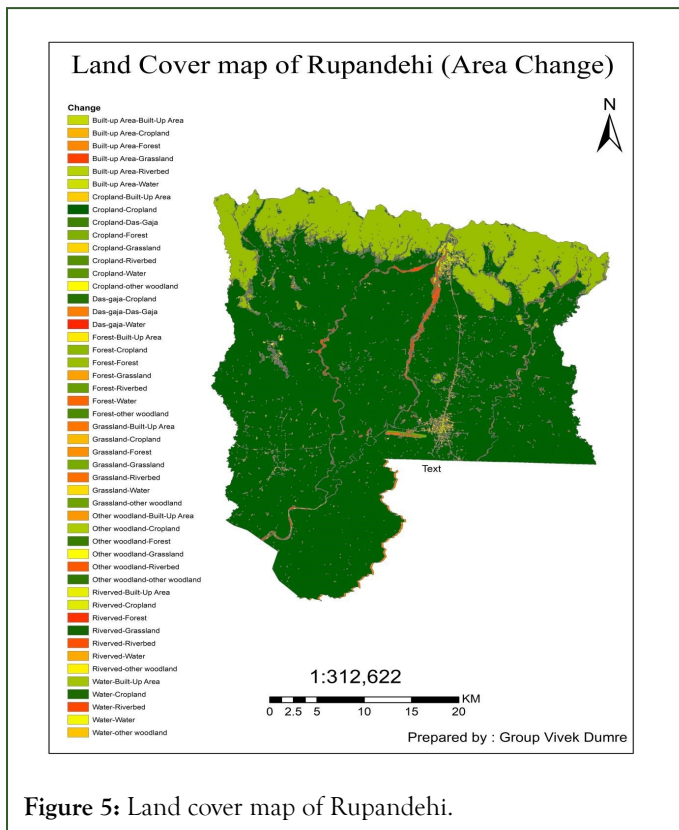 Land Cover map of Rupandehi (Area Change)
Change
Built-up Area-Built-Up Area
Built-up Area-Cropland
Built-up Area-Forest
Built-up Area-Grassland
Built-up Area-Riverbed
Built-up Area-Water
Cropland-Built-Up Area
Cropland-Cropland
Cropland-Das-Gaja
Cropland-Forest
Cropland-Grassland
Cropland-Riverbed
Cropland-Water
Cropland-other woodland
Das-gaja-Cropland
Das-gaja-Das-Gaja
Das-gaja-Water
Forest-Built-Up Area
Forest-Cropland
Forest-Forest
Forest-Grassland
Forest-Riverbed
Forest-Water
Forest-other woodland
Grassland-Built-Up Area
Grassland-Cropland
Grassland-Forest
Grassland-Grassland
Grassland-Riverbed
Grassland-Water
Grassland-other woodland
Other woodland-Built-Up Area
Other woodland-Cropland
Other woodland-Forest
Other woodland-Grassland
Other woodland-Riverbed
Other woodland-other woodland
Riverved-Built-Up Area
Riverved-Cropland
Riverved-Forest
Riverved-Grassland
Riverved-Riverbed
Riverved-Water
Riverved-other woodland
Water-Built-Up Area
Water-Cropland
Water-Riverbed
Water-Water
Water-other woodland
N
Text
1:312,622
KM
0 2.5 5 10 15 20
Prepared by : Group Vivek Dumre
Figure 5: Land cover map of Rupandehi.